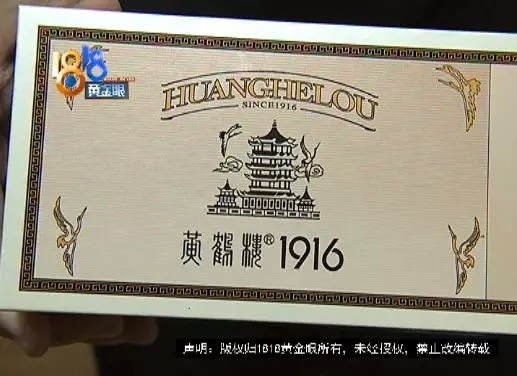 1818
黄金眼
HUANGHELOU
SINCE1916
黄鹤楼® 1916
声明：版权归1818黄金眼所有，未经授权，禁止改编转载